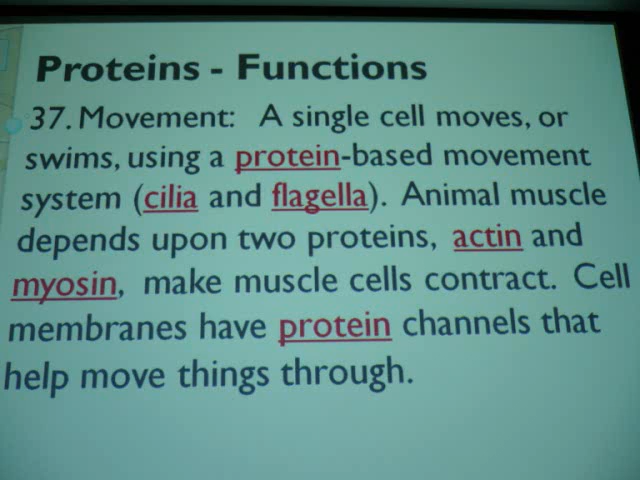 Proteins - Functions
37. Movement: A single cell moves, or
swims, using a protein-based movement
system (cilia and flagella). Animal muscle
depends upon two proteins, actin and
myosin, make muscle cells contract. Cell
membranes have protein channels that
help move things through.